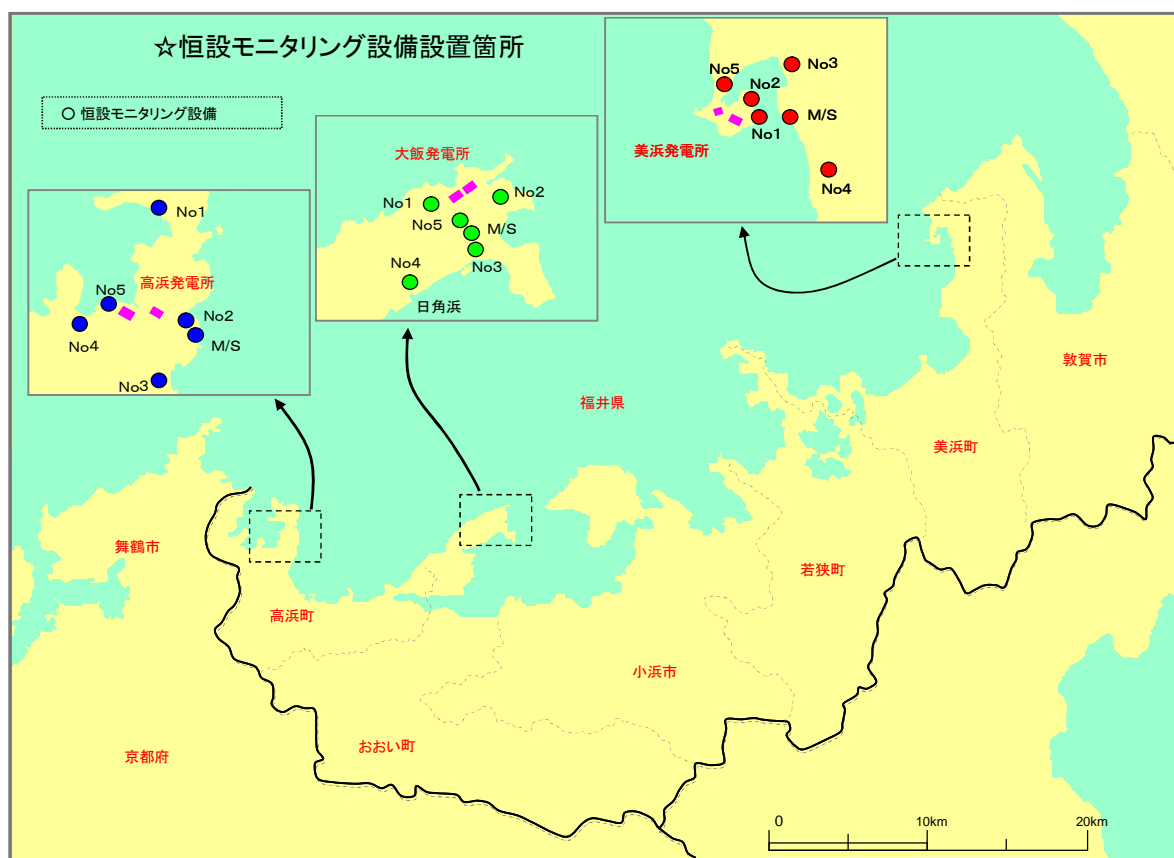 ☆恒設モニタリング設備設置箇所
○ 恒設モニタリング設備
No5
No2
No3
M/S
No1
美浜発電所
No4
大飯発電所
No1
No2
No5
M/S
No3
No4
日角浜
No1
高浜発電所
No5
No2
M/S
No4
No3
敦賀市
福井県
美浜町
舞鶴市
若狭町
高浜町
小浜市
おおい町
京都府
0
10km
20km